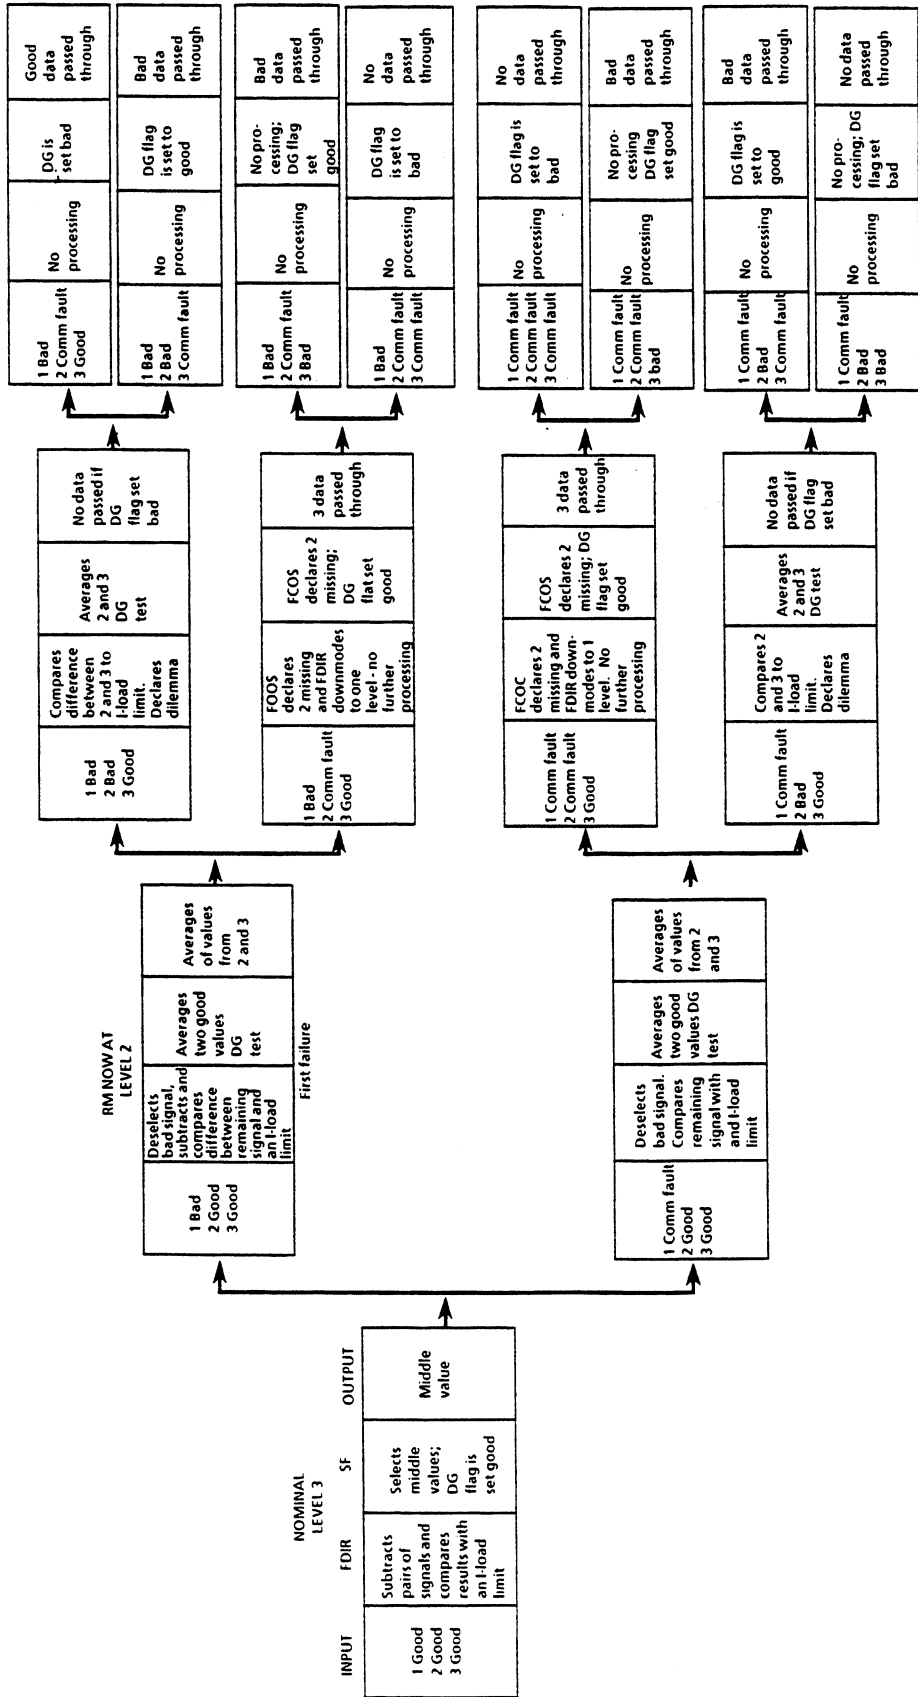 NOMINAL
LEVEL 3
INPUT
FDIR
SF
OUTPUT
1 Good
2 Good
3 Good
Subtracts
pairs of
signals and
compares
results with
an I-load
limit
Selects
middle
values;
DG
flag is
set good
Middle
value
RM NOW AT
LEVEL 2
1 Bad
2 Good
3 Good
Deselects
bad signal,
subtracts and
compares
difference
between
remaining
signal and
an I-load
limit
Averages
two good
values
DG
test
Averages
of values
from
2 and 3
First failure
1 Comm fault
2 Good
3 Good
Deselects
bad signal.
Compares
remaining
signal with
and I-load
limit
Averages
two good
values DG
test
Averages
of values
from 2
and 3
1 Bad
2 Bad
3 Good
Compares
difference
between
2 and 3 to
I-load
limit.
Declares
dilemma
Averages
2 and 3
DG
test
No data
passed if
DG
flag set
bad
1 Bad
2 Comm fault
3 Good
FOOS
declares
2 missing
and FDIR
downmodes
to one
level - no
further
processing
FCOS
declares 2
missing;
DG
flat set
good
3 data
passed
through
1 Comm fault
2 Comm fault
3 Good
FCOC
declares 2
missing and
FDIR down-
modes to 1
level. No
further
processing
FCOS
declares 2
missing; DG
flag set
good
3 data
passed
through
1 Comm fault
2 Bad
3 Good
Compares 2
and 3 to
I-load
limit.
Declares
dilemma
Averages
2 and 3
DG test
No data
passed if
DG flag
set bad
1 Bad
2 Comm fault
3 Good
No
processing
DG is
set bad
Good
data
passed
through
1 Bad
2 Bad
3 Comm fault
No
processing
DG flag
is set to
good
Bad
data
passed
through
1 Bad
2 Comm fault
3 Bad
No
processing
No pro-
cessing;
DG flag
set
good
Bad
data
passed
through
1 Bad
2 Comm fault
3 Comm fault
No
processing
DG flag
is set to
bad
No
data
passed
through
1 Comm fault
2 Comm fault
3 Comm fault
No
processing
DG flag is
set to
bad
No data
passed
through
1 Comm fault
2 Comm fault
3 bad
No
processing
No pro-
cessing
DG flag
set good
Bad
data
passed
through
1 Comm fault
2 Bad
3 Comm fault
No
processing
DG flag is
set to
good
Bad
data
passed
through
1 Comm fault
2 Bad
3 Bad
No
processing
No pro-
cessing; DG
flag set
bad
No data
passed
through